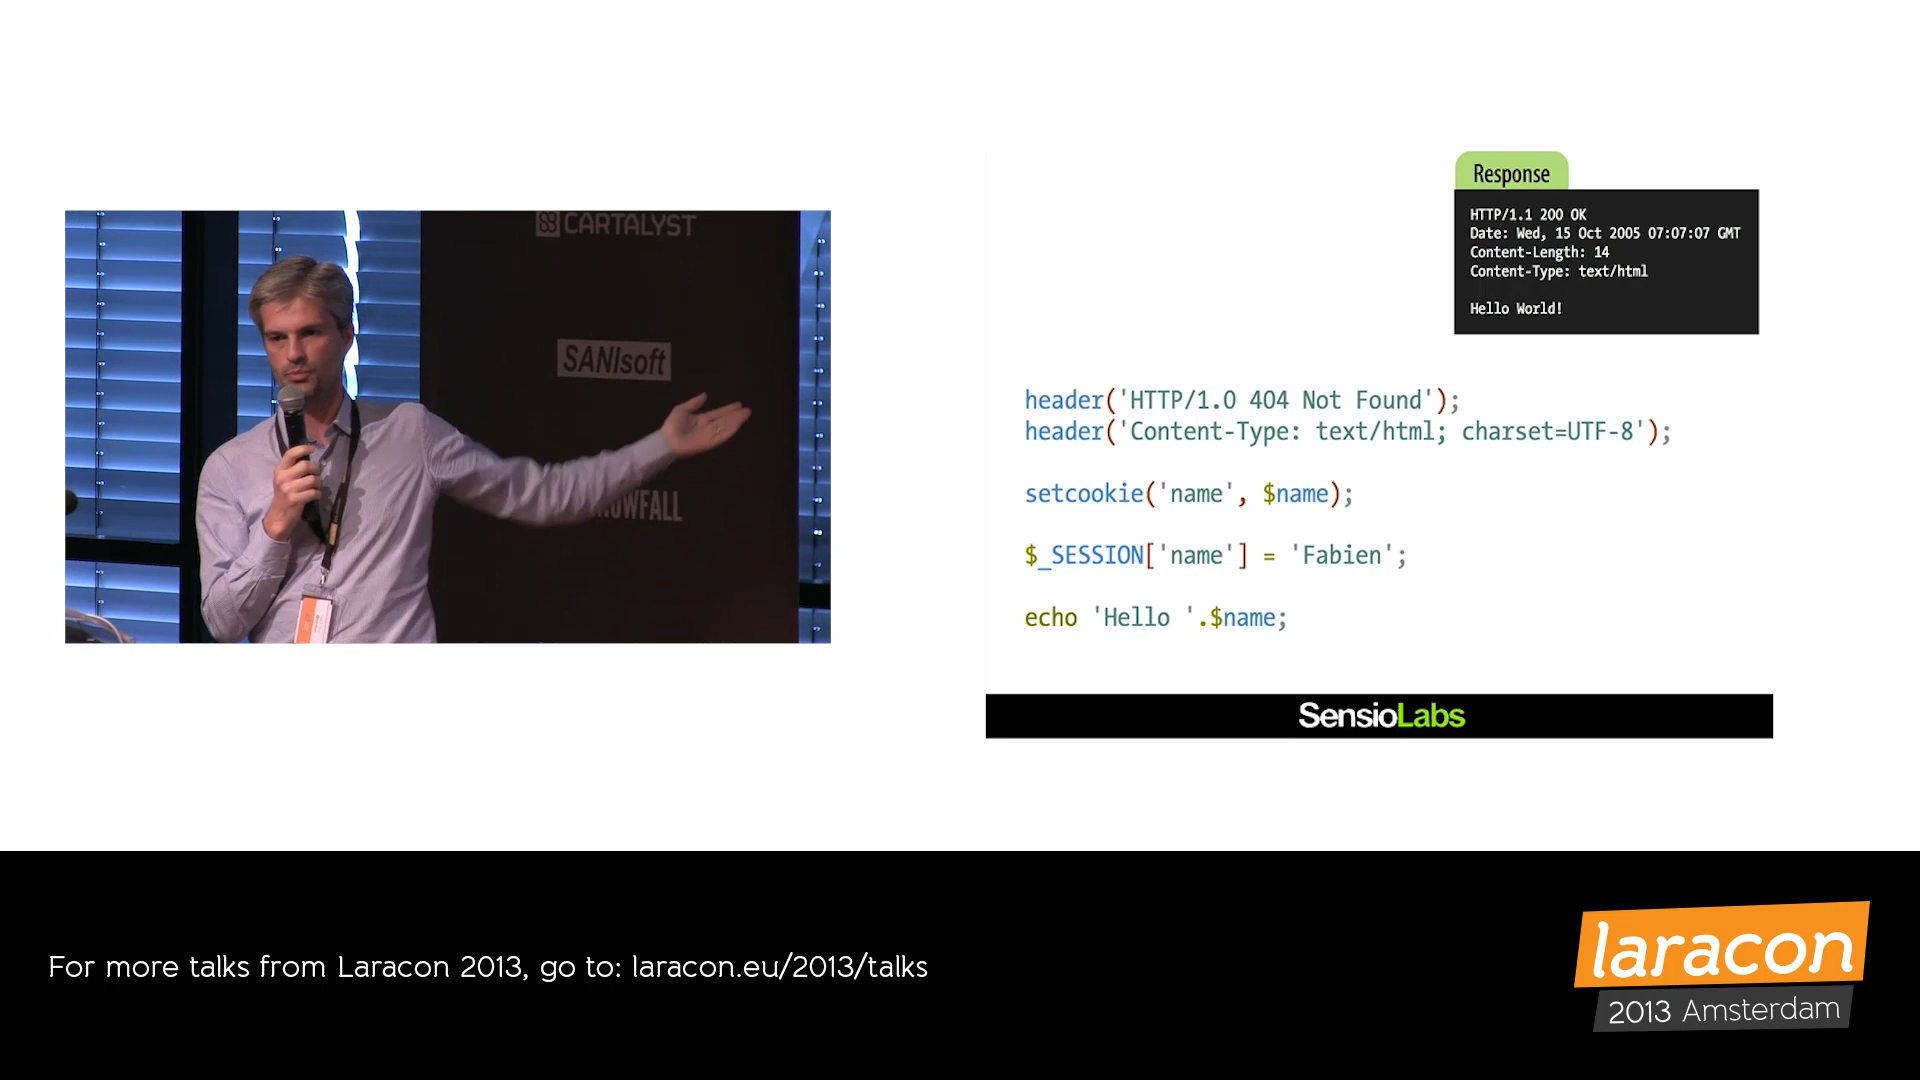 CARTALYST
SANIsoft
OWFALL
Response
HTTP/1.1 200 OK
Date: Wed, 15 Oct 2005 07:07:07 GMT
Content-Length: 14
Content-Type: text/html
Hello World!
header('HTTP/1.0 404 Not Found');
header('Content-Type: text/html; charset=UTF-8');
setcookie('name', $name);
$_SESSION['name'] = 'Fabien';
echo 'Hello '.$name;
SensioLabs
For more talks from Laracon 2013, go to: laracon.eu/2013/talks
laracon
2013 Amsterdam